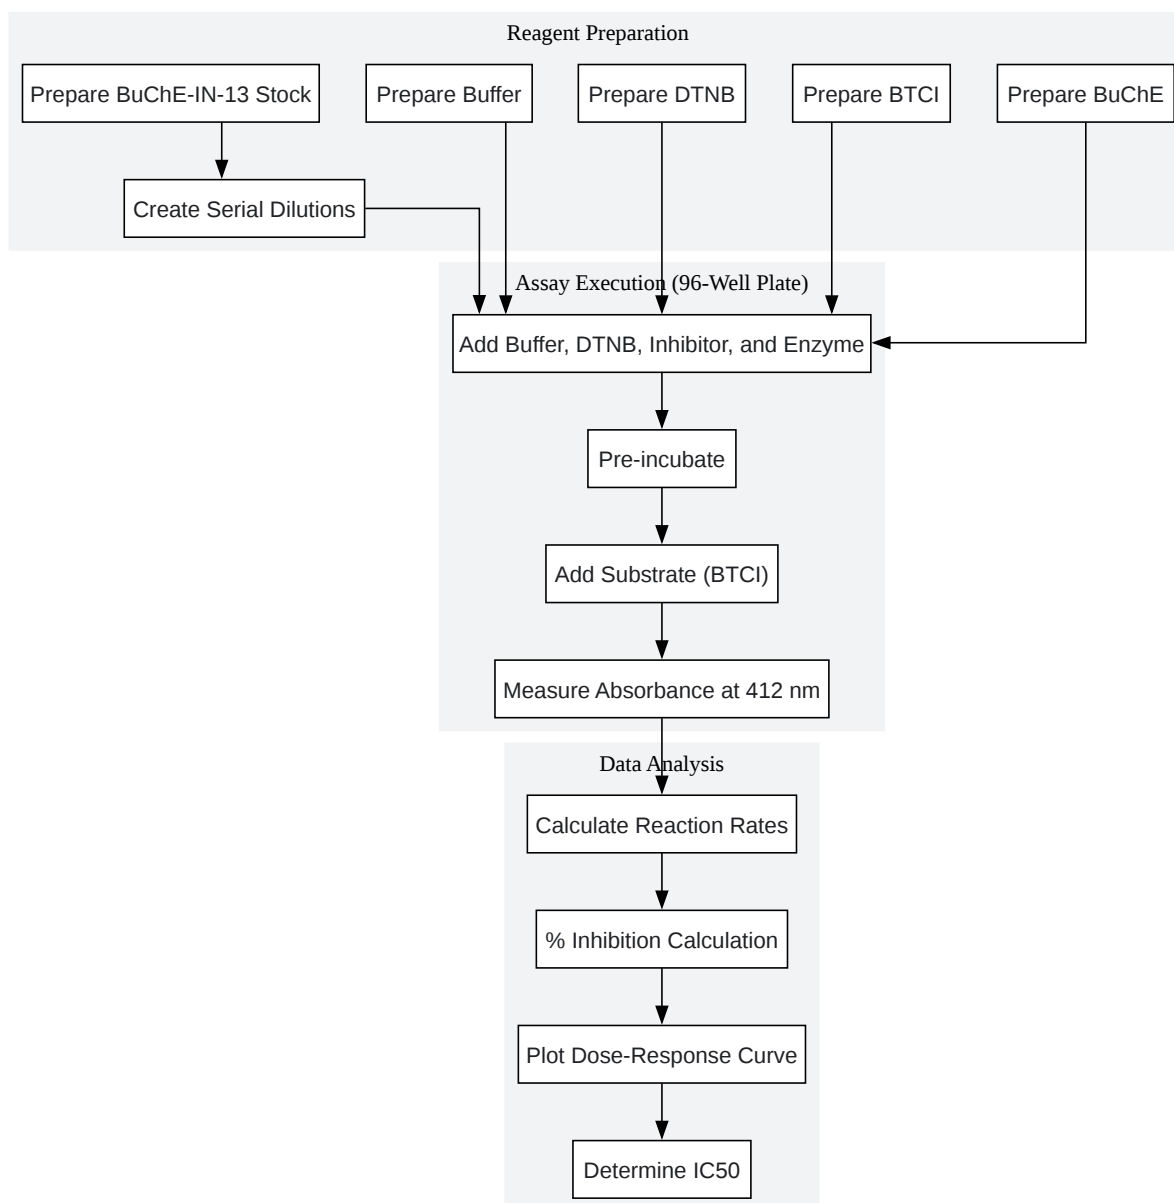 Reagent Preparation
Prepare BuChE-IN-13 Stock
Prepare Buffer
Prepare DTNB
Prepare BTCI
Prepare BuChE
Create Serial Dilutions
Assay Execution (96-Well Plate)
Add Buffer, DTNB, Inhibitor, and Enzyme
Pre-incubate
Add Substrate (BTCI)
Measure Absorbance at 412 nm
Data Analysis
Calculate Reaction Rates
% Inhibition Calculation
Plot Dose-Response Curve
Determine IC50